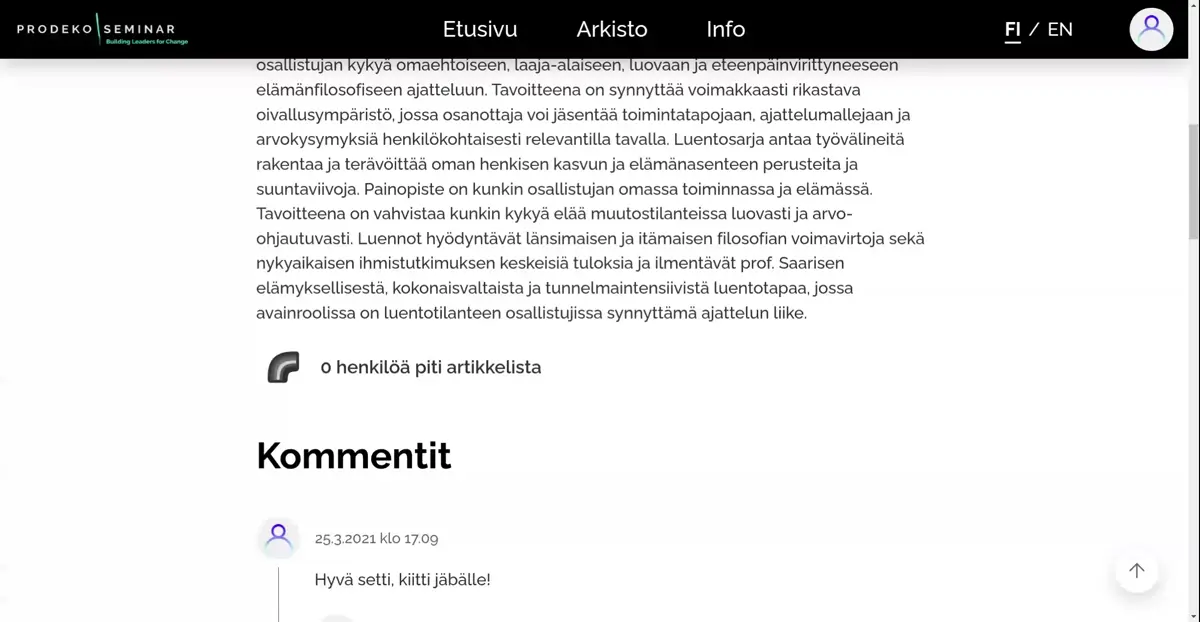 PRODEKO SEMINAR
Building Leaders for Change
Etusivu
Arkisto
Info
FI / EN
osallistujan kykyä omaehtoiseen, laaja-alaiseen, luovaan ja eteenpäinvirittyneeseen
elämänfilosofiseen ajatteluun. Tavoitteena on synnyttää voimakkaasti rikastava
oivallusympäristö, jossa osanottaja voi jäsentää toimintatapojaan, ajattelumallejaan ja
arvokysymyksiä henkilökohtaisesti relevantilla tavalla. Luentosarja antaa työvälineitä
rakentaa ja terävöittää oman henkisen kasvun ja elämänasenteen perusteita ja
suuntaviivoja. Painopiste on kunkin osallistujan omassa toiminnassa ja elämässä.
Tavoitteena on vahvistaa kunkin kykyä elää muutostilanteissa luovasti ja arvo-
ohjautuvasti. Luennot hyödyntävät länsimaisen ja itämaisen filosofian voimavirtoja sekä
nykyaikaisen ihmistutkimuksen keskeisiä tuloksia ja ilmentävät prof. Saarisen
elämyksellisestä, kokonaisvaltaista ja tunnelmaintensiivistä luentotapaa, jossa
avainroolissa on luentotilanteen osallistujissa synnyttämä ajattelun liike.
0 henkilöä piti artikkelista
Kommentit
25.3.2021 klo 17.09
Hyvä setti, kiitti jäbälle!